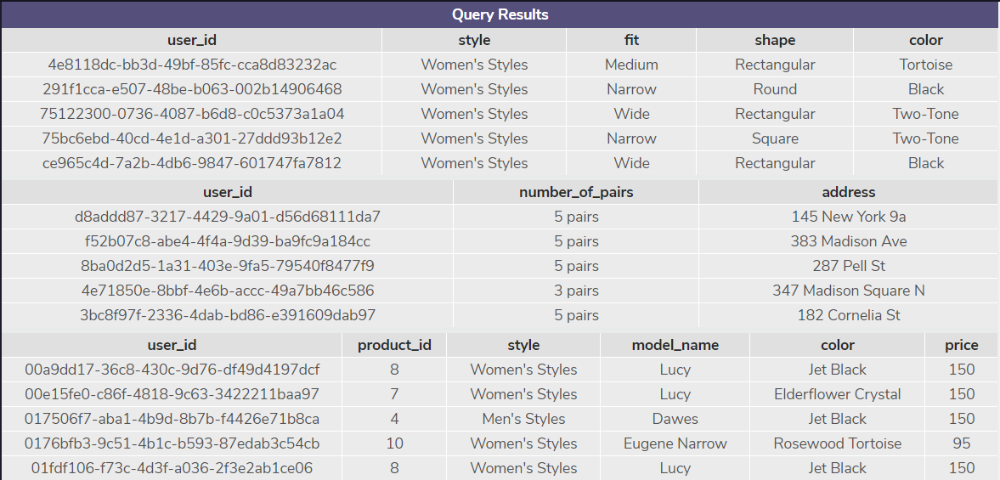 Query Results
user_id style fit shape color
4e8118dc-bb3d-49bf-85fc-cca8d83232ac Women's Styles Medium Rectangular Tortoise
291f1cca-e507-48be-b063-002b14906468 Women's Styles Narrow Round Black
75122300-0736-4087-b6d8-c0c5373a1a04 Women's Styles Wide Rectangular Two-Tone
75bc6ebd-40cd-4e1d-a301-27ddd93b12e2 Women's Styles Narrow Square Two-Tone
ce965c4d-7a2b-4db6-9847-601747fa7812 Women's Styles Wide Rectangular Black
user_id number_of_pairs address
d8addd87-3217-4429-9a01-d56d68111da7 5 pairs 145 New York 9a
f52b07c8-abe4-4f4a-9d39-ba9fc9a184cc 5 pairs 383 Madison Ave
8ba0d2d5-1a31-403e-9fa5-79540f8477f9 5 pairs 287 Pell St
4e71850e-8bbf-4e6b-accc-49a7bb46c586 3 pairs 347 Madison Square N
3bc8f97f-2336-4dab-bd86-e391609dab97 5 pairs 182 Cornelia St
user_id product_id style model_name color price
00a9dd17-36c8-430c-9d76-df49d4197dcf 8 Women's Styles Lucy Jet Black 150
00e15fe0-c86f-4818-9c63-3422211baa97 7 Women's Styles Lucy Elderflower Crystal 150
017506f7-aba1-4b9d-8b7b-f4426e71b8ca 4 Men's Styles Dawes Jet Black 150
0176bfb3-9c51-4b1c-b593-87edab3c54cb 10 Women's Styles Eugene Narrow Rosewood Tortoise 95
01fdf106-f73c-4d3f-a036-2f3e2ab1ce06 8 Women's Styles Lucy Jet Black 150